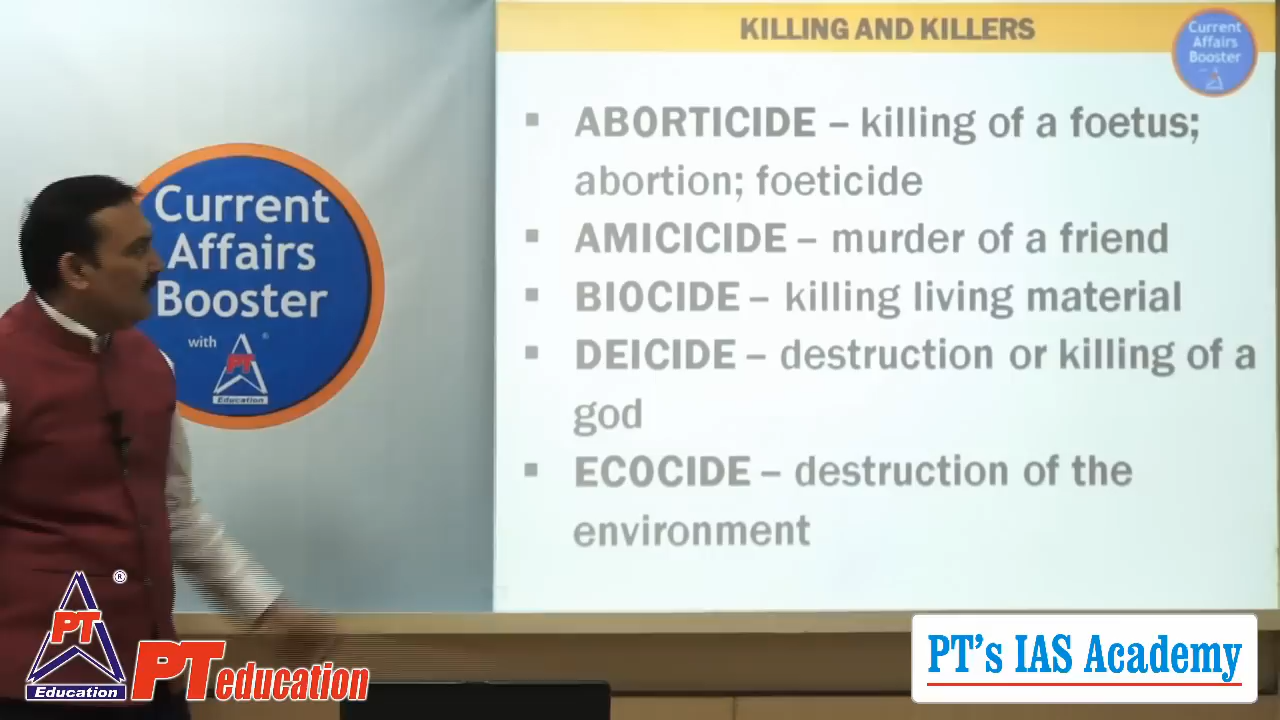 KILLING AND KILLERS
Current
Affairs
Booster
▪ ABORTICIDE – killing of a foetus;
abortion; foeticide
▪ AMICICIDE – murder of a friend
▪ BIOCIDE – killing living material
▪ DEICIDE – destruction or killing of a
god
▪ ECOCIDE – destruction of the
environment
Current
Affairs
Booster
with
PT
Education
®
PT
Education
PT education
PT's IAS Academy